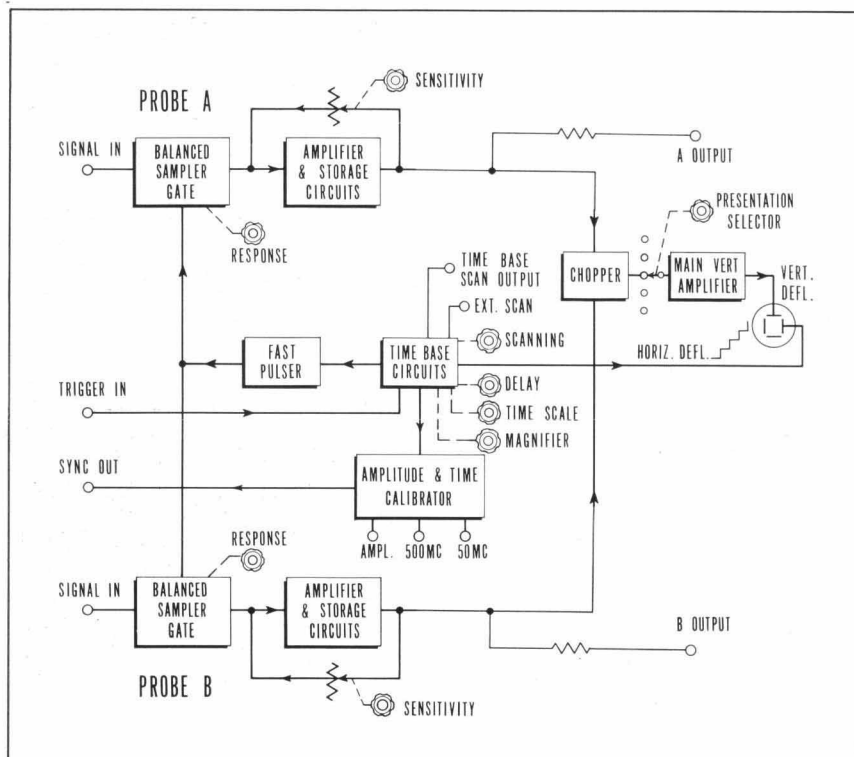 PROBE A
SENSITIVITY
SIGNAL IN
BALANCED
SAMPLER
GATE
AMPLIFIER
& STORAGE
CIRCUITS
A OUTPUT
RESPONSE
PRESENTATION
SELECTOR
TIME BASE
SCAN OUTPUT
CHOPPER
MAIN VERT
AMPLIFIER
VERT.
DEFL.
EXT. SCAN
FAST
PULSER
TIME BASE
CIRCUITS
SCANNING
HORIZ. DEFL.
DELAY
TRIGGER IN
TIME SCALE
MAGNIFIER
SYNC OUT
AMPLITUDE & TIME
CALIBRATOR
AMPL. 500MC 50MC
RESPONSE
SIGNAL IN
BALANCED
SAMPLER
GATE
AMPLIFIER
& STORAGE
CIRCUITS
B OUTPUT
PROBE B
SENSITIVITY